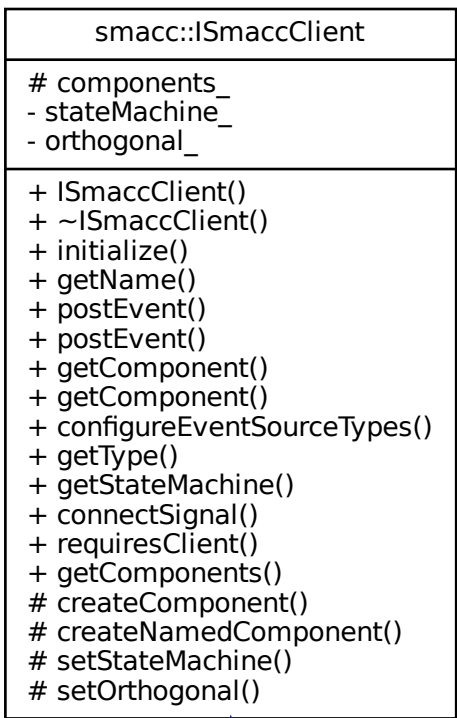 smacc::ISmaccClient
# components_
- stateMachine_
- orthogonal_
+ ISmaccClient()
+ ~ISmaccClient()
+ initialize()
+ getName()
+ postEvent()
+ postEvent()
+ getComponent()
+ getComponent()
+ configureEventSourceTypes()
+ getType()
+ getStateMachine()
+ connectSignal()
+ requiresClient()
+ getComponents()
# createComponent()
# createNamedComponent()
# setStateMachine()
# setOrthogonal()